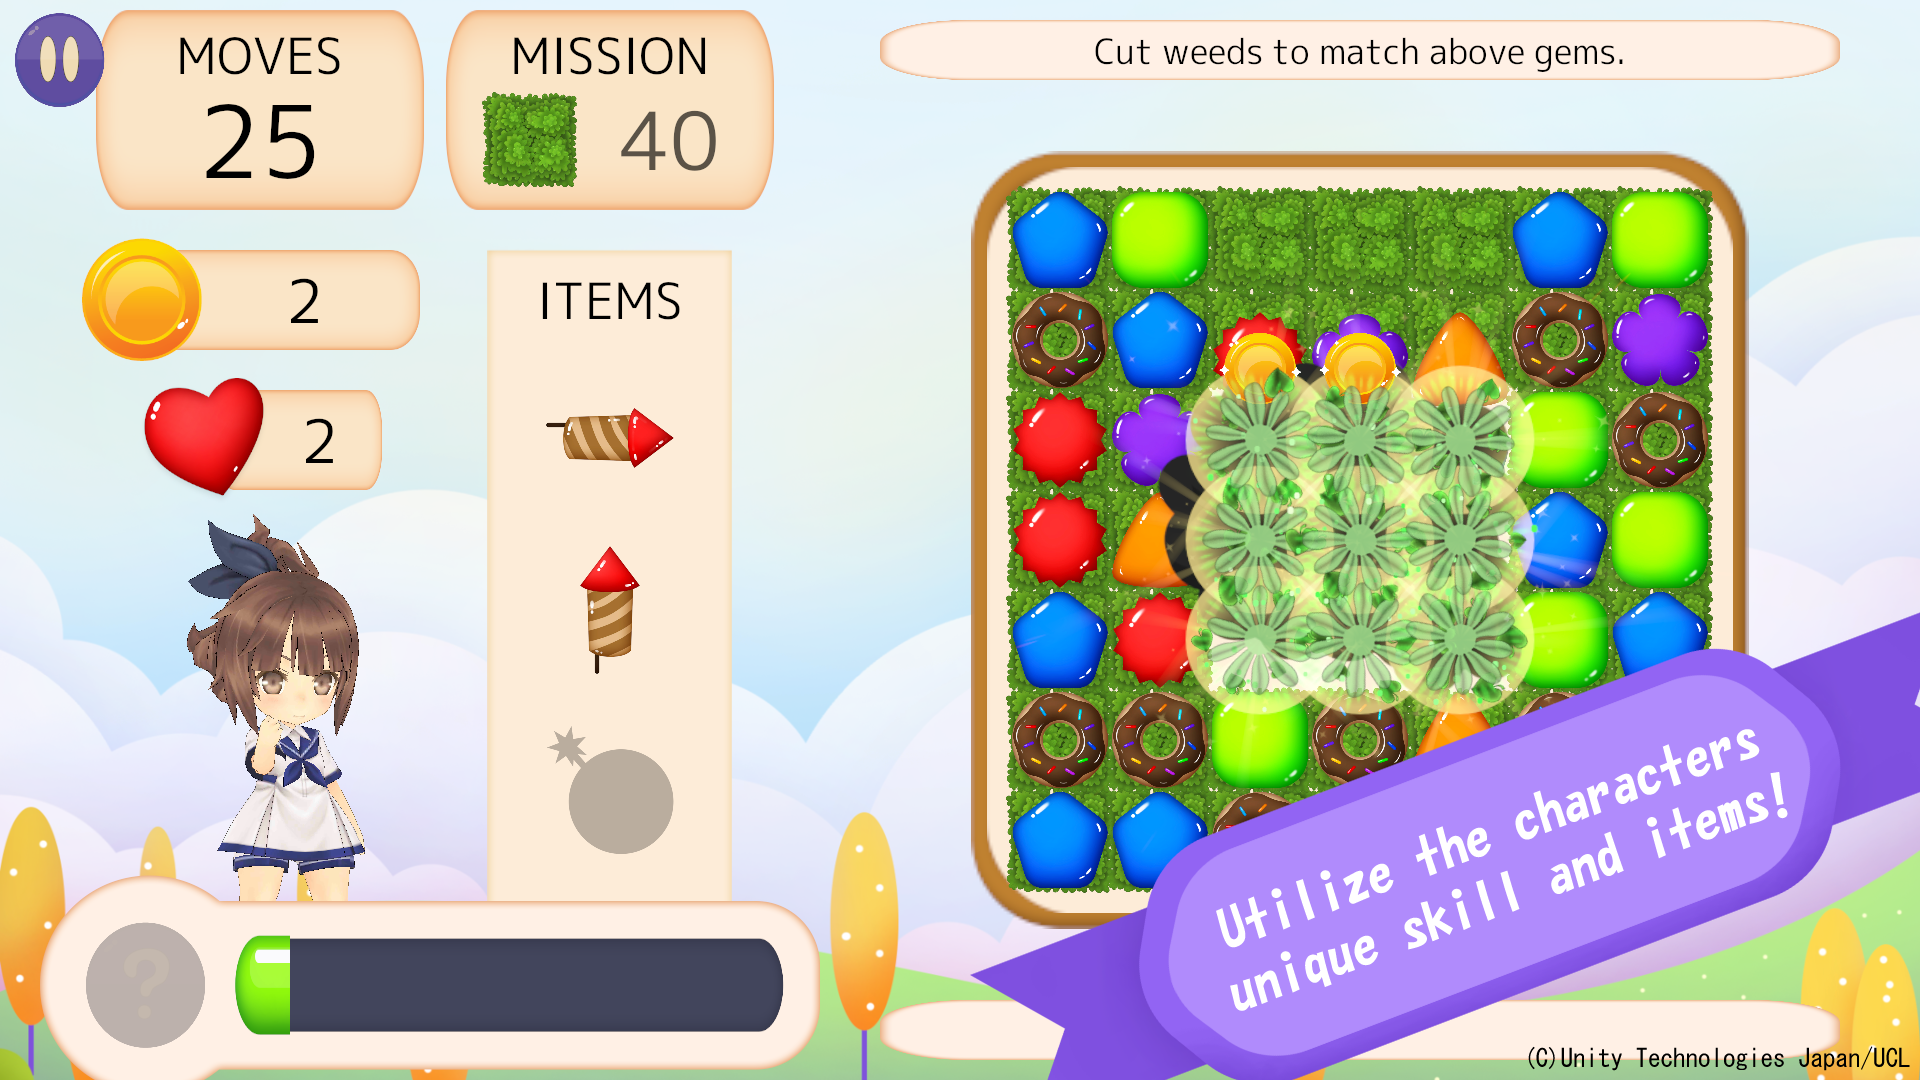 MOVES
25
MISSION
40
Cut weeds to match above gems.
2
ITEMS
2
?
Utilize the characters
unique skill and items!
(C)Unity Technologies Japan/UCL